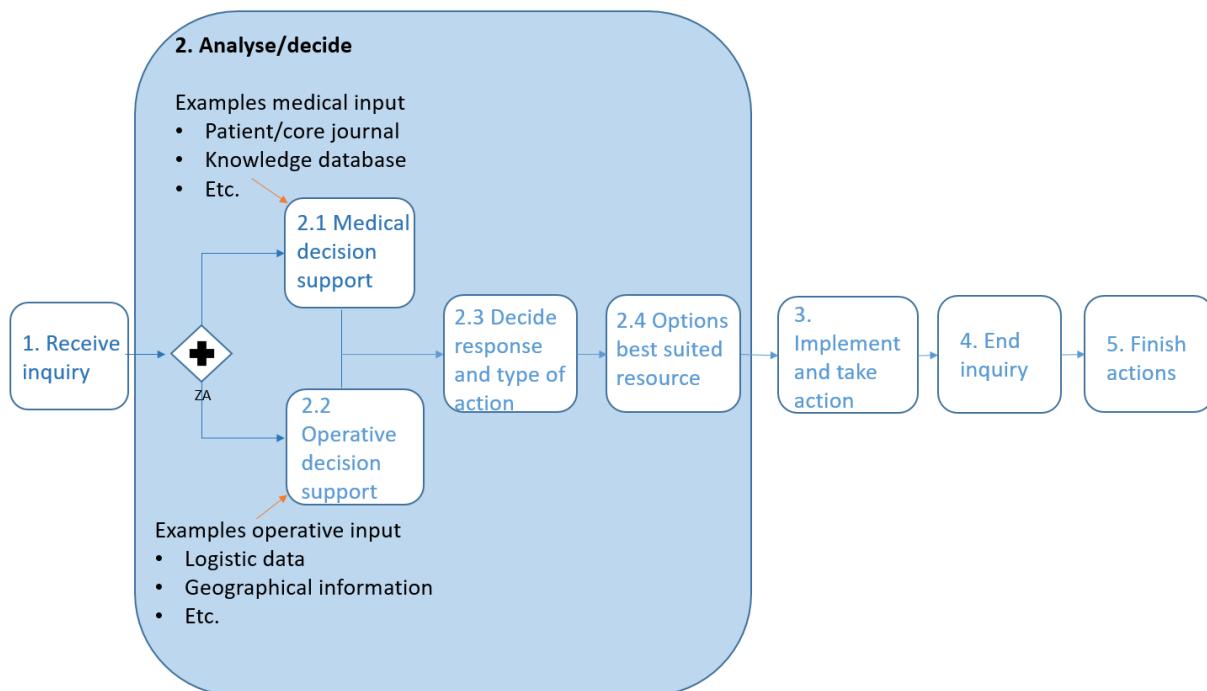 2. Analyse/decide
Examples medical input
• Patient/core journal
• Knowledge database
• Etc.
2.1 Medical
decision
support
1. Receive
inquiry
ZA
2.2
Operative
decision
support
2.3 Decide
response
and type of
action
2.4 Options
best suited
resource
3.
Implement
and take
action
4. End
inquiry
5. Finish
actions
Examples operative input
• Logistic data
• Geographical information
• Etc.